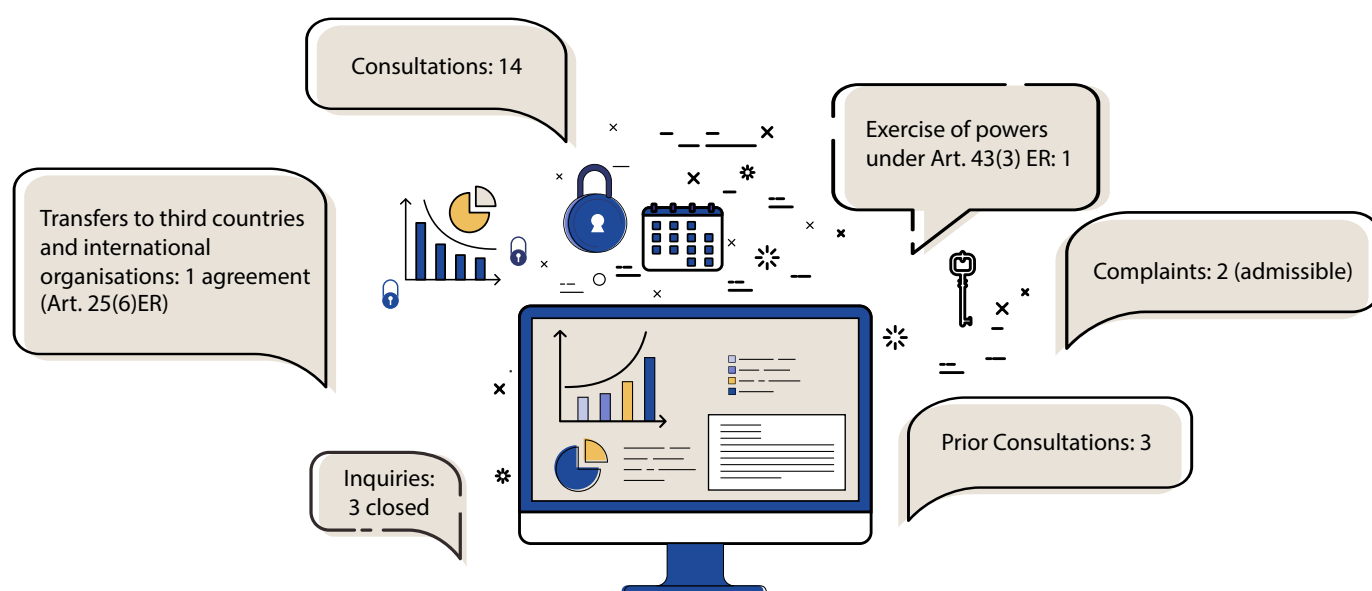 Consultations: 14
Exercise of powers
under Art. 43(3) ER: 1
Transfers to third countries
and international
organisations: 1 agreement
(Art. 25(6)ER)
Complaints: 2 (admissible)
Prior Consultations: 3
Inquiries:
3 closed